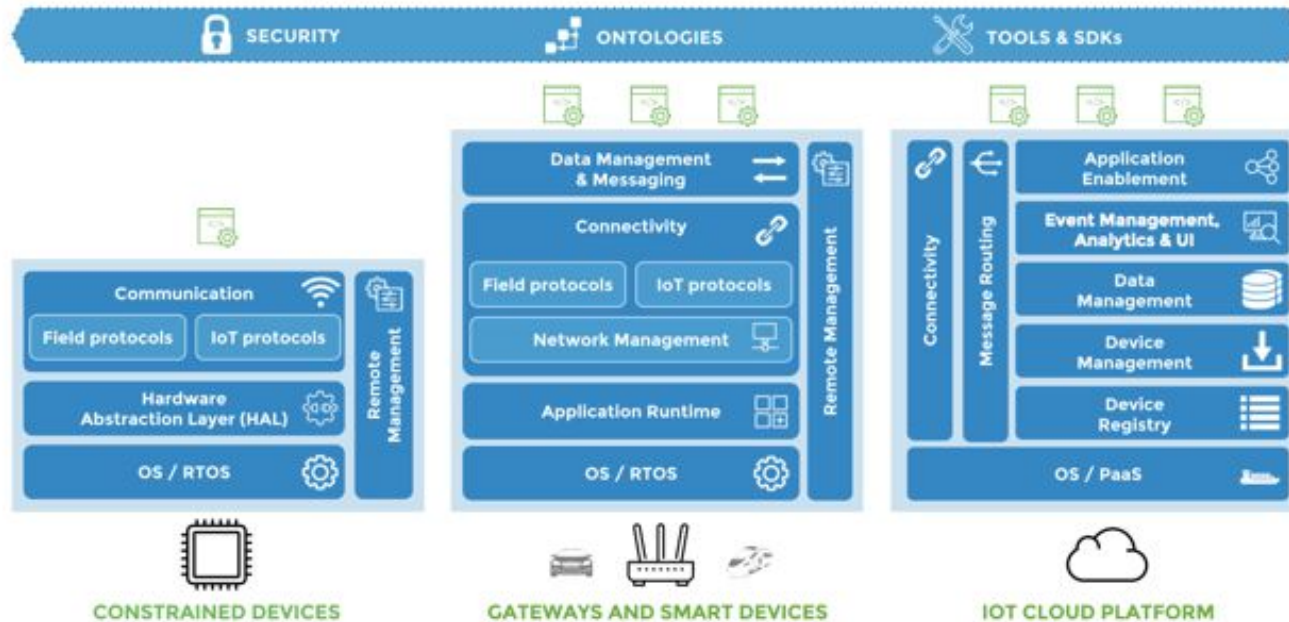 SECURITY
ONTOLOGIES
TOOLS & SDKs
Communication
Field protocols
IoT protocols
Hardware
Abstraction Layer (HAL)
OS / RTOS
Remote
Management
CONSTRAINED DEVICES
Data Management
& Messaging
Connectivity
Field protocols
IoT protocols
Network Management
Application Runtime
OS / RTOS
Remote Management
GATEWAYS AND SMART DEVICES
Connectivity
Message Routing
Application
Enablement
Event Management,
Analytics & UI
Data
Management
Device
Management
Device
Registry
OS / PaaS
IOT CLOUD PLATFORM